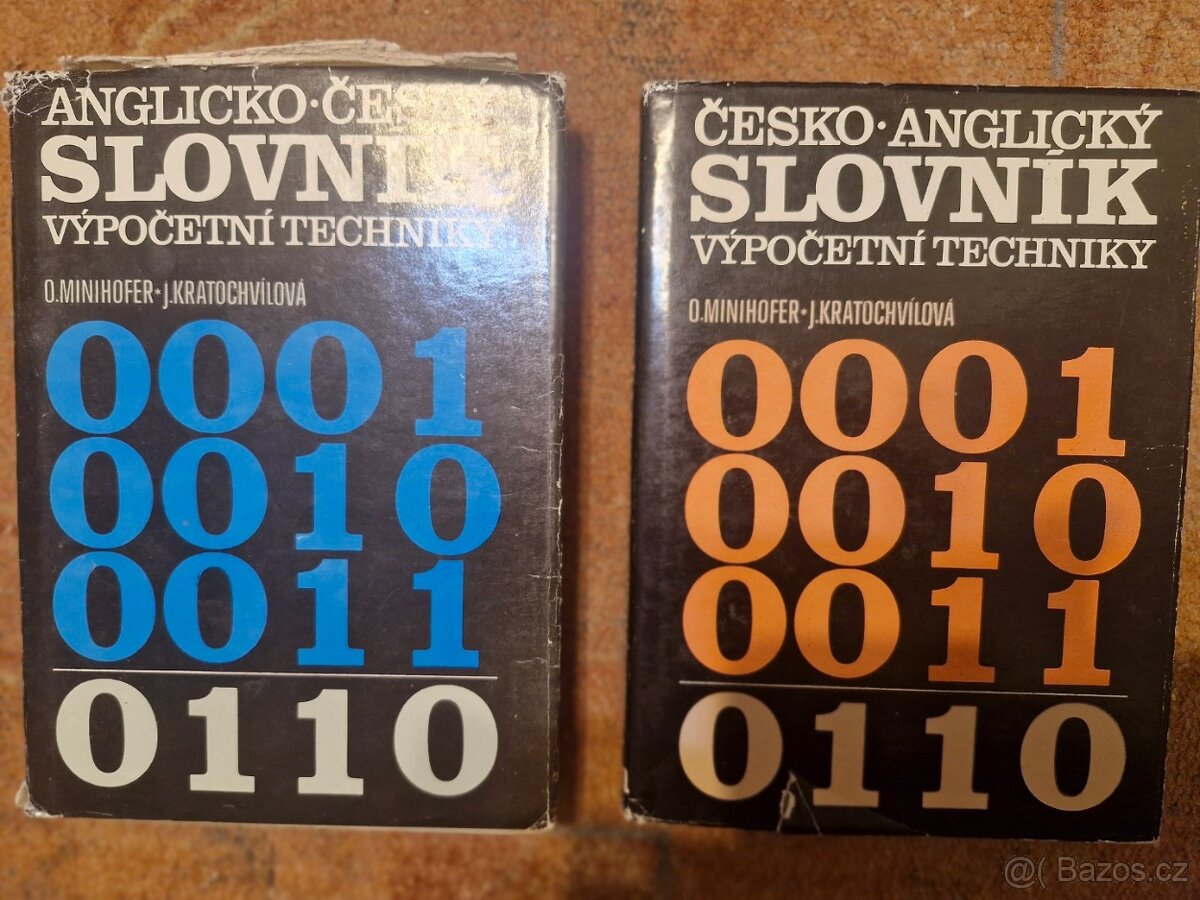 ANGLICKO·ČESKÝ
SLOVNÍK
VÝPOČETNÍ TECHNIKY
O.MINIHOFER★J.KRATOCHVÍLOVÁ
0001
0010
0011
0110
ČESKO·ANGLICKÝ
SLOVNÍK
VÝPOČETNÍ TECHNIKY
O.MINIHOFER★J.KRATOCHVÍLOVÁ
0001
0010
0011
0110
Bazos.cz